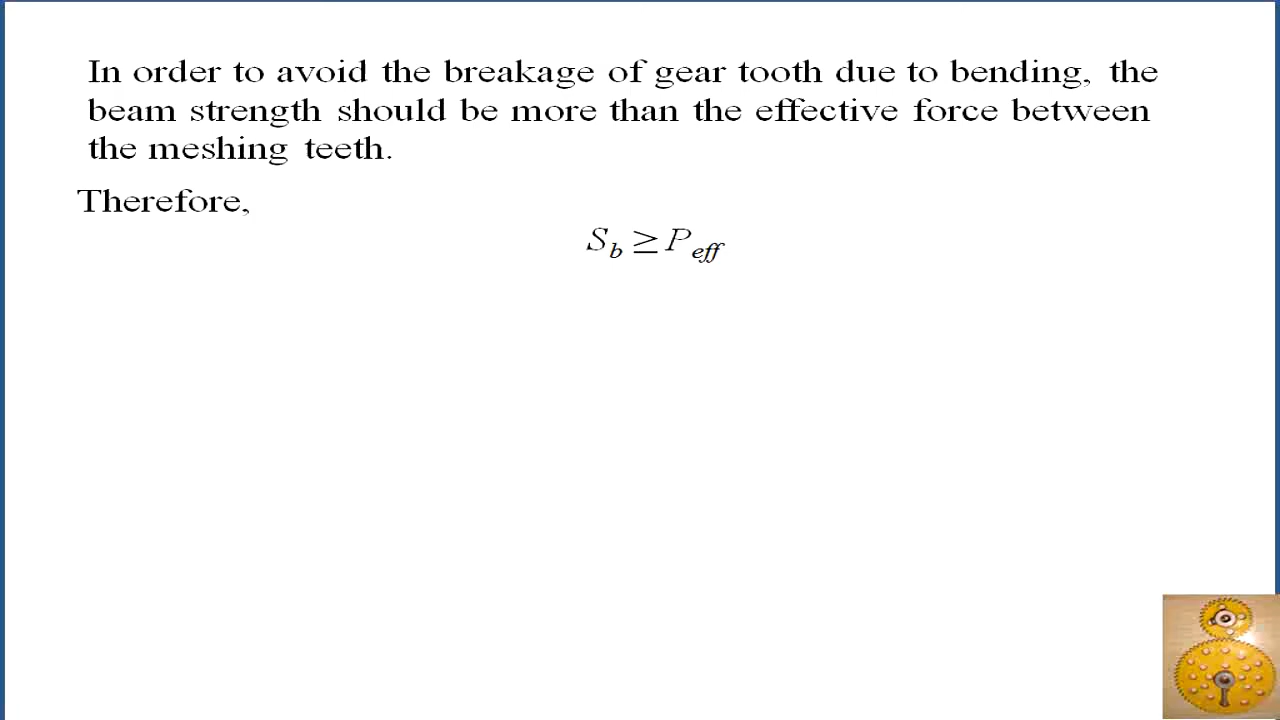 In order to avoid the breakage of gear tooth due to bending, the
beam strength should be more than the effective force between
the meshing teeth.
Therefore,
S_b ≥ P_eff